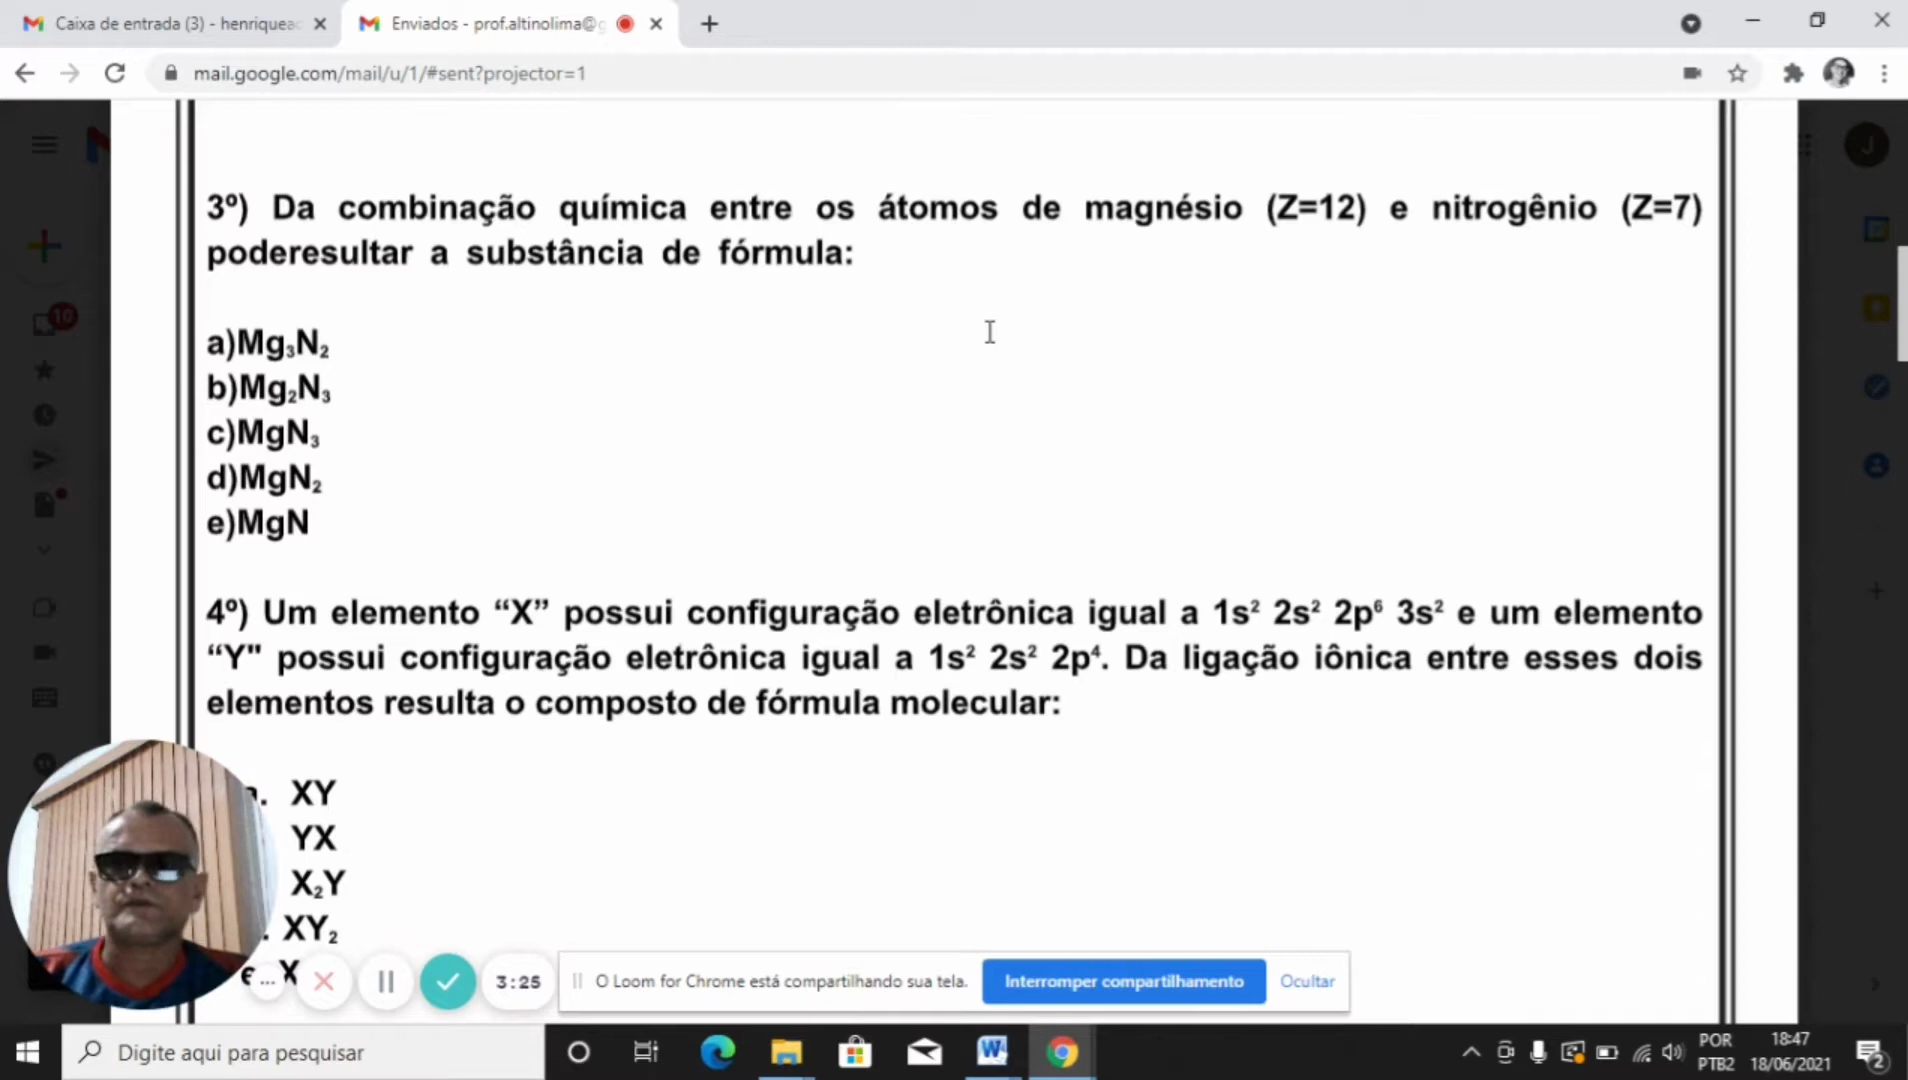 Caixa de entrada (3) - henriqueac
Enviados - prof.altinolima@g
mail.google.com/mail/u/1/#sent?projector=1
J
10
3º) Da combinação química entre os átomos de magnésio (Z=12) e nitrogênio (Z=7)
poderesultar a substância de fórmula:
a)Mg₃N₂
b)Mg₂N₃
c)MgN₃
d)MgN₂
e)MgN
4º) Um elemento “X” possui configuração eletrônica igual a 1s² 2s² 2p⁶ 3s² e um elemento
“Y" possui configuração eletrônica igual a 1s² 2s² 2p⁴. Da ligação iônica entre esses dois
elementos resulta o composto de fórmula molecular:
XY
YX
X₂Y
XY₂
e. X
3:25
O Loom for Chrome está compartilhando sua tela.
Interromper compartilhamento
Ocultar
Digite aqui para pesquisar
POR
PTB2
18:47
18/06/2021
2